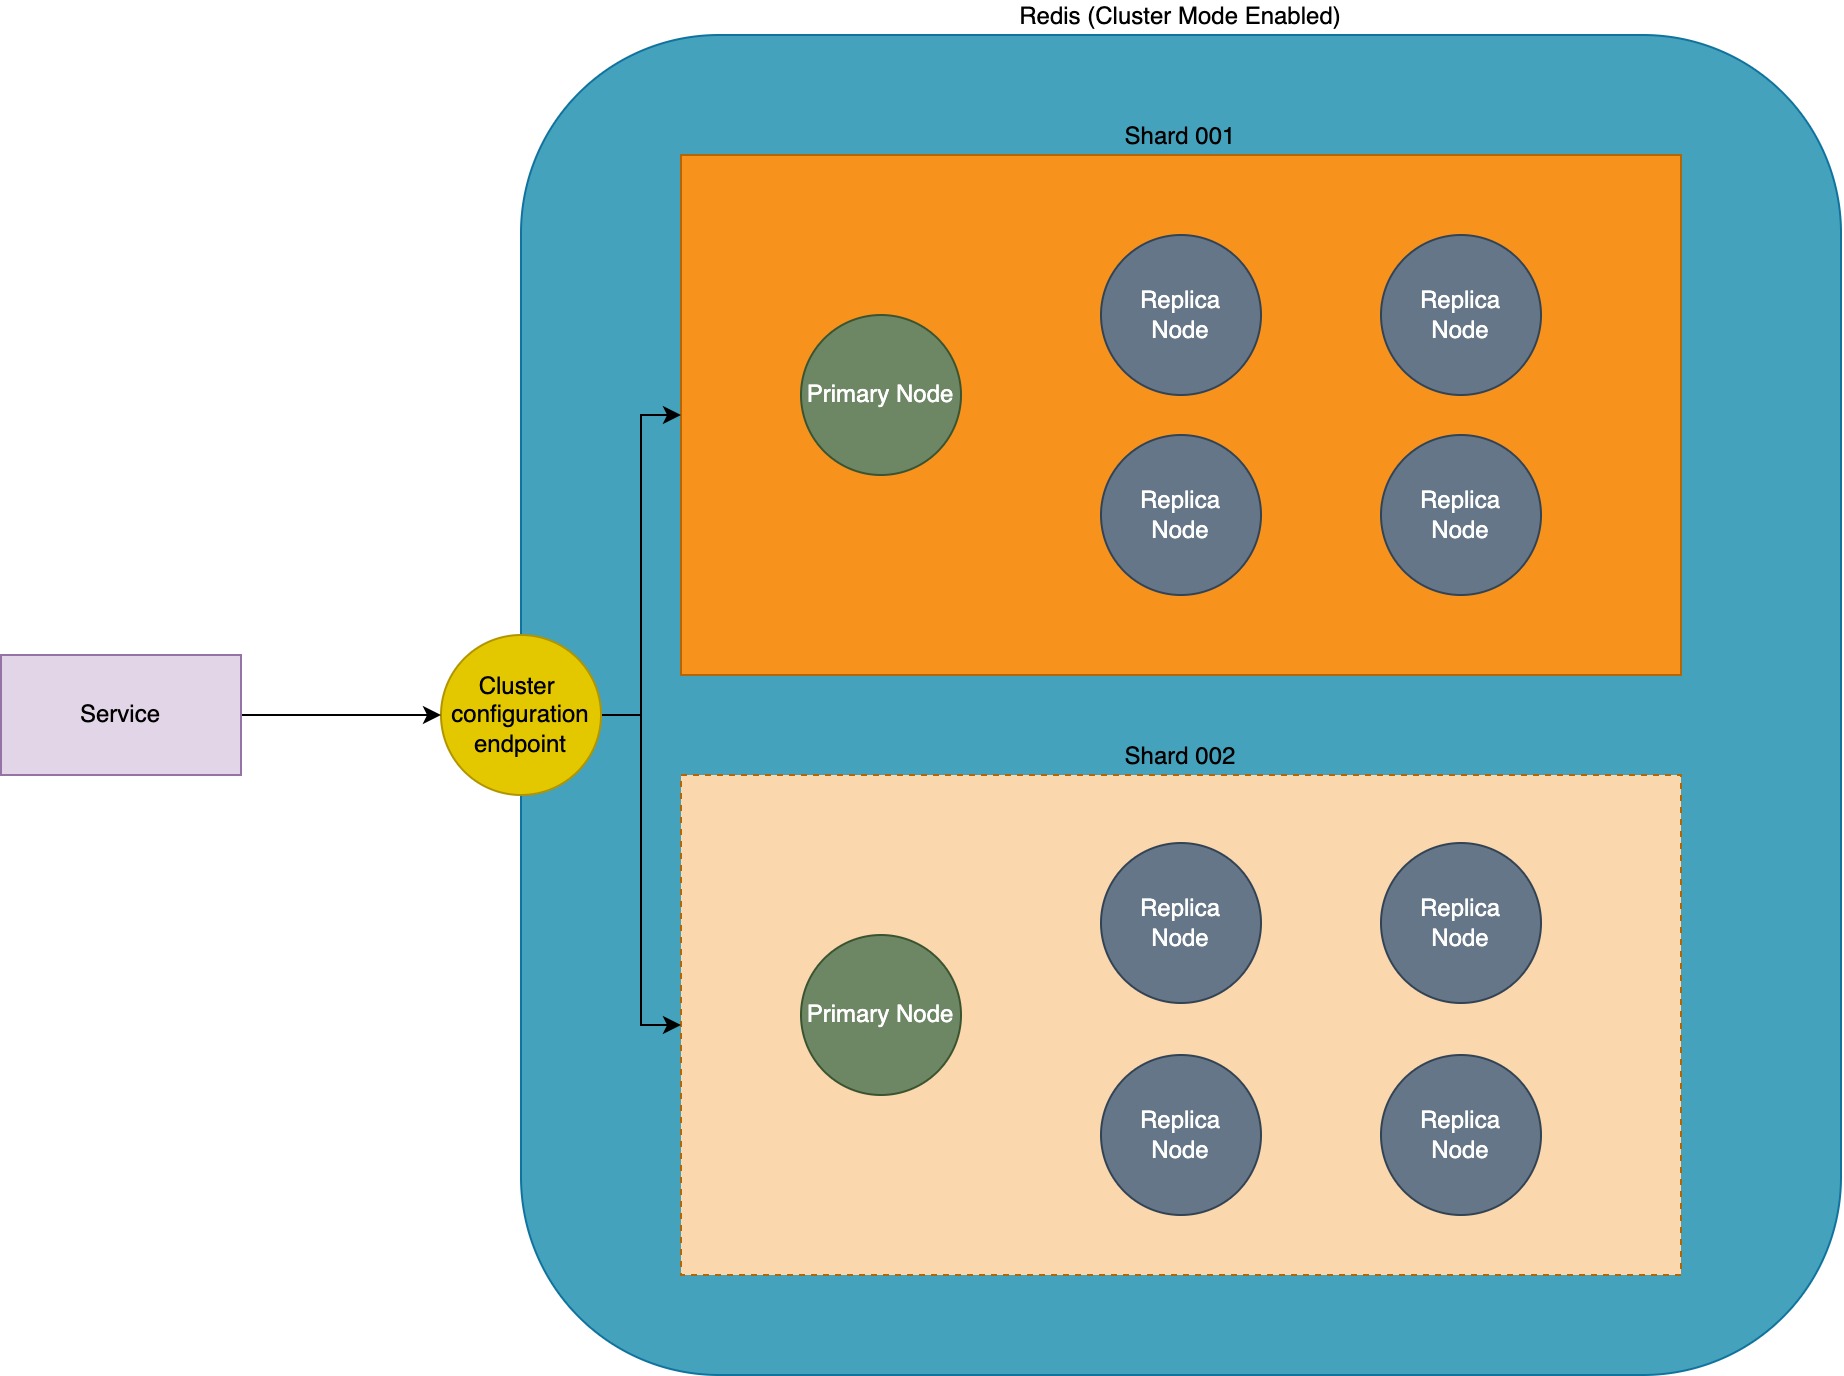 Redis (Cluster Mode Enabled)
Shard 001
Replica
Node
Replica
Node
Primary Node
Replica
Node
Replica
Node
Service
Cluster
configuration
endpoint
Shard 002
Replica
Node
Replica
Node
Primary Node
Replica
Node
Replica
Node